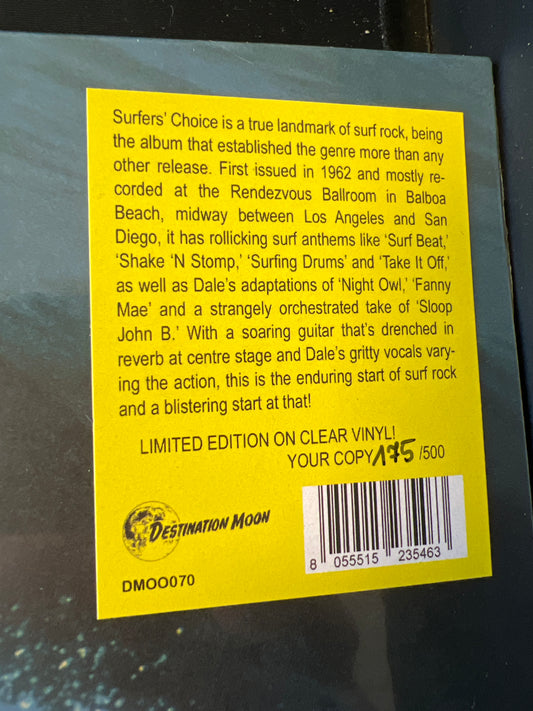 Surfers' Choice is a true landmark of surf rock, being
the album that established the genre more than any
other release. First issued in 1962 and mostly re-
corded at the Rendezvous Ballroom in Balboa
Beach, midway between Los Angeles and San
Diego, it has rollicking surf anthems like 'Surf Beat,'
'Shake 'N Stomp,' 'Surfing Drums' and 'Take It Off,'
as well as Dale's adaptations of 'Night Owl,' 'Fanny
Mae' and a strangely orchestrated take of 'Sloop
John B.' With a soaring guitar that's drenched in
reverb at centre stage and Dale's gritty vocals vary-
ing the action, this is the enduring start of surf rock
and a blistering start at that!
LIMITED EDITION ON CLEAR VINYL!
YOUR COPY 175 /500
DESTINATION MOON
DMOO070
8 055515 235463